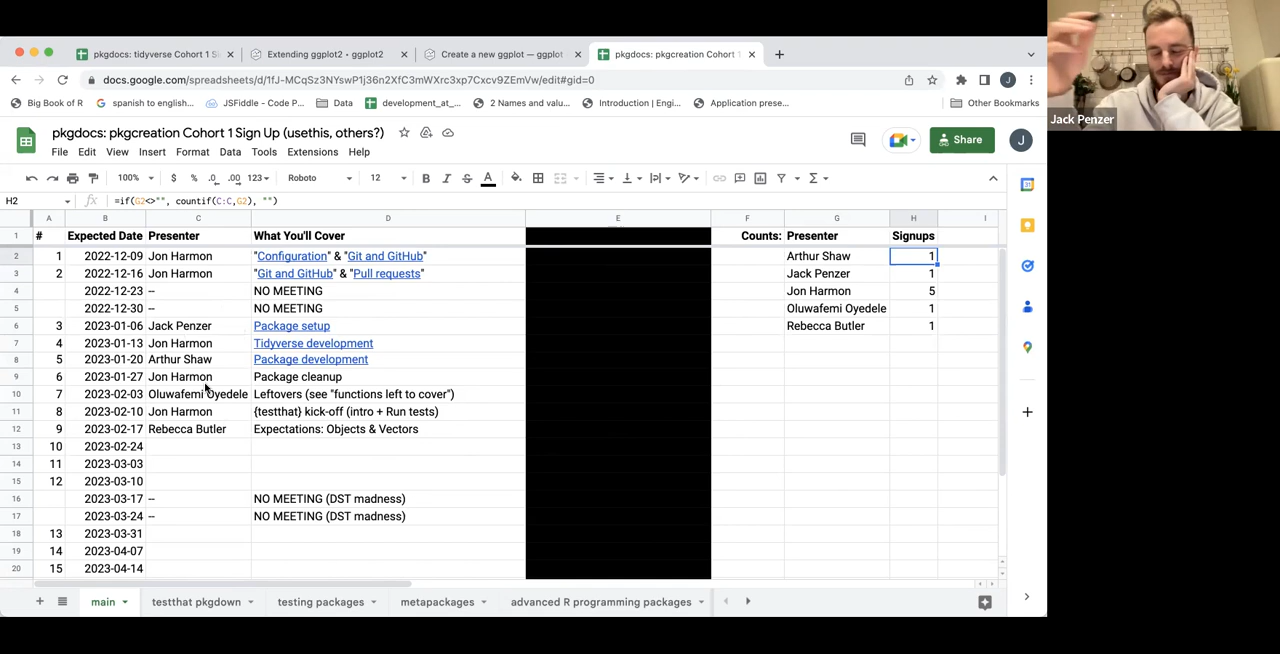 pkgdocs: tidyverse Cohort 1 S
Extending ggplot2 • ggplot2
Create a new ggplot — ggplot
pkgdocs: pkgcreation Cohort 1
docs.google.com/spreadsheets/d/1fJ-MCQsz3NYswP1j36n2XfC3mWXrc3xp7Cxcv9ZEmVw/edit#gid=0
J
Big Book of R
spanish to english...
JSFiddle - Code P...
Data
development_at_...
2 Names and valu...
Introduction | Engi...
Application prese...
Other Bookmarks
Jack Penzer
pkgdocs: pkgcreation Cohort 1 Sign Up (usethis, others?)
File Edit View Insert Format Data Tools Extensions Help
Share
J
100%
$ % .0 .00 123
Roboto
12
B I S A
H2
fx
=if(G2<>"", countif(C:C,G2), "")
A B C D E F G H I
1 # Expected Date Presenter What You'll Cover Counts: Presenter Signups
2 1 2022-12-09 Jon Harmon "Configuration" & "Git and GitHub" Arthur Shaw 1
3 2 2022-12-16 Jon Harmon "Git and GitHub" & "Pull requests" Jack Penzer 1
4 2022-12-23 -- NO MEETING Jon Harmon 5
5 2022-12-30 -- NO MEETING Oluwafemi Oyedele 1
6 3 2023-01-06 Jack Penzer Package setup Rebecca Butler 1
7 4 2023-01-13 Jon Harmon Tidyverse development
8 5 2023-01-20 Arthur Shaw Package development
9 6 2023-01-27 Jon Harmon Package cleanup
10 7 2023-02-03 Oluwafemi Oyedele Leftovers (see "functions left to cover")
11 8 2023-02-10 Jon Harmon {testthat} kick-off (intro + Run tests)
12 9 2023-02-17 Rebecca Butler Expectations: Objects & Vectors
13 10 2023-02-24
14 11 2023-03-03
15 12 2023-03-10
16 2023-03-17 -- NO MEETING (DST madness)
17 2023-03-24 -- NO MEETING (DST madness)
18 13 2023-03-31
19 14 2023-04-07
20 15 2023-04-14
main
testthat pkgdown
testing packages
metapackages
advanced R programming packages